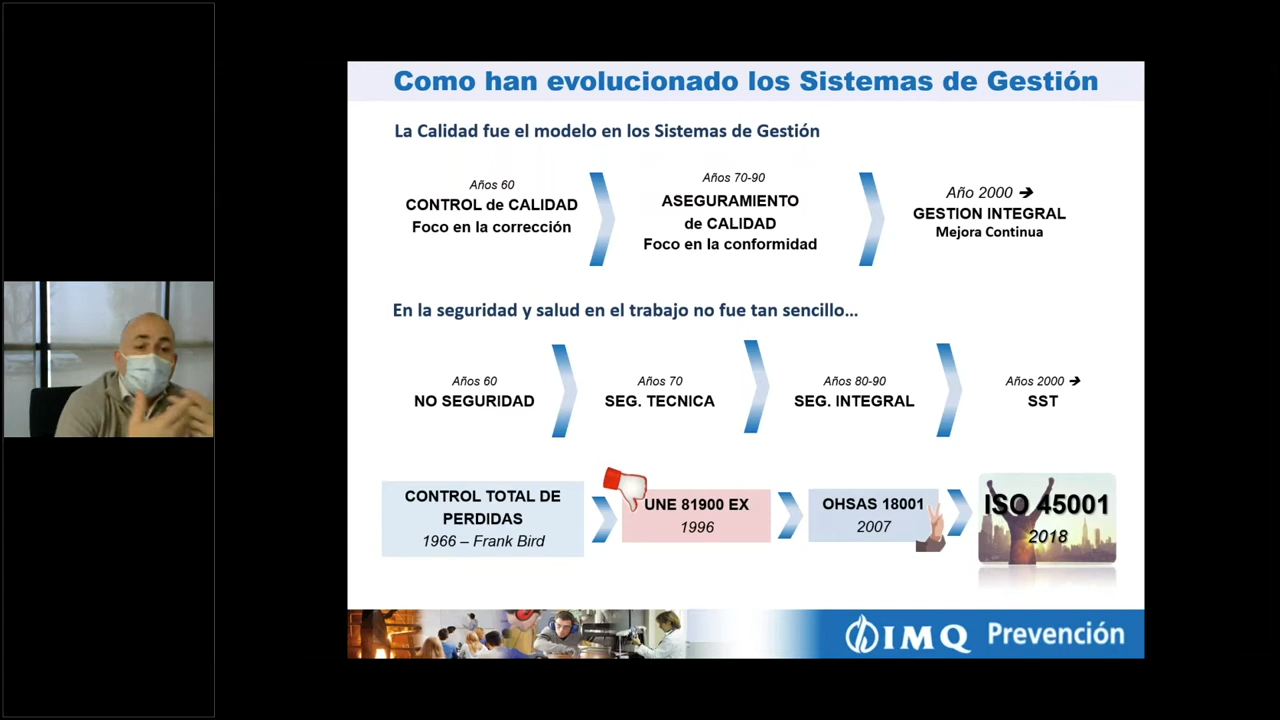 Como han evolucionado los Sistemas de Gestión
La Calidad fue el modelo en los Sistemas de Gestión
Años 60
CONTROL de CALIDAD
Foco en la corrección
Años 70-90
ASEGURAMIENTO
de CALIDAD
Foco en la conformidad
Año 2000 →
GESTION INTEGRAL
Mejora Continua
En la seguridad y salud en el trabajo no fue tan sencillo...
Años 60
NO SEGURIDAD
Años 70
SEG. TECNICA
Años 80-90
SEG. INTEGRAL
Años 2000 →
SST
CONTROL TOTAL DE
PERDIDAS
1966 – Frank Bird
UNE 81900 EX
1996
OHSAS 18001
2007
ISO 45001
2018
IMQ Prevención